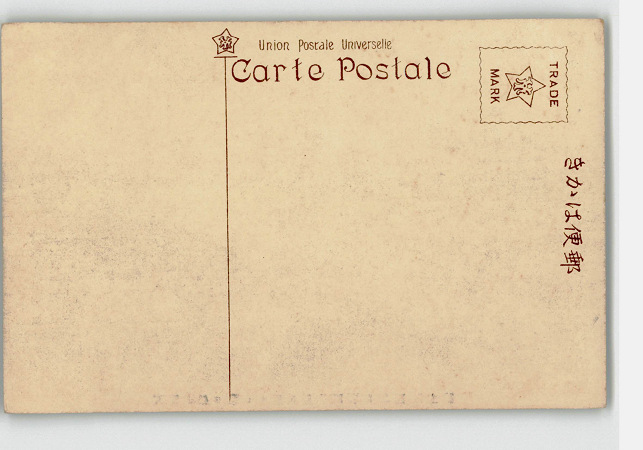 Union Postale Universelle
Carte Postale
TRADE
MARK
きかは便郵